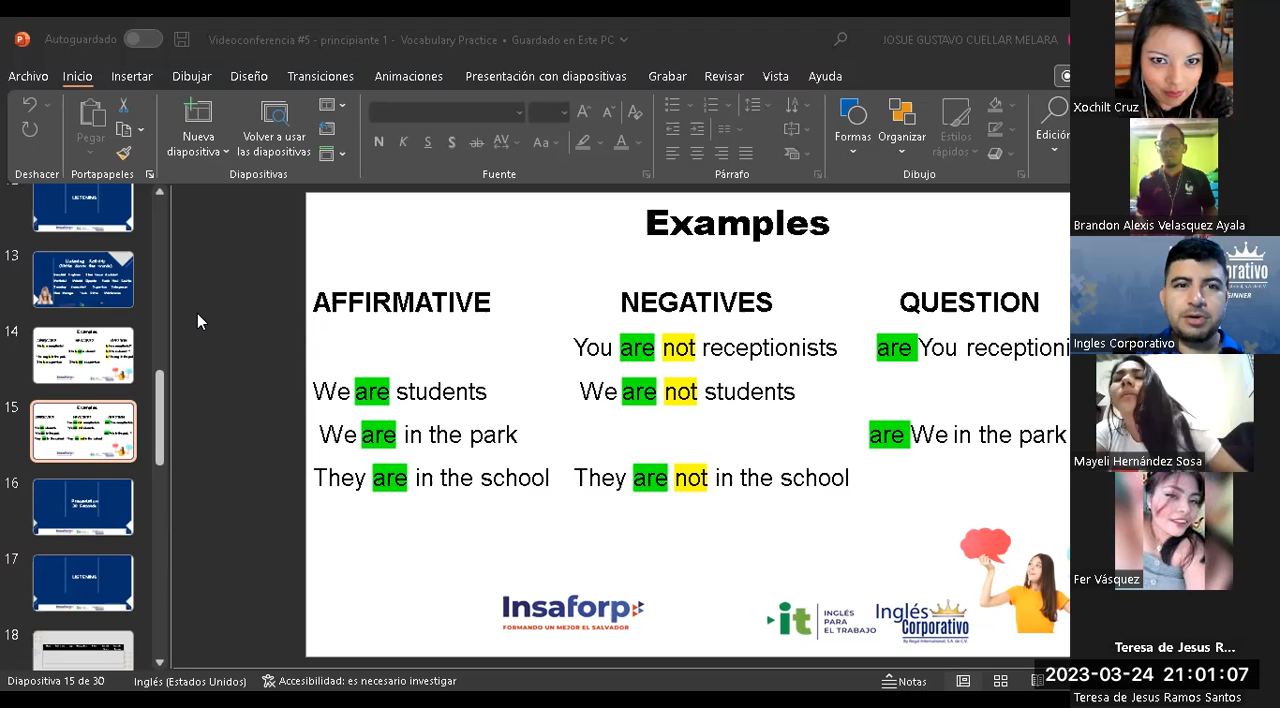 Autoguardado
Videoconferencia #5 - principiante 1 - Vocabulary Practice • Guardado en Este PC
JOSUE GUSTAVO CUELLAR MELARA
Archivo Inicio Insertar Dibujar Diseño Transiciones Animaciones Presentación con diapositivas Grabar Revisar Vista Ayuda
Pegar
Nueva diapositiva
Volver a usar las diapositivas
N K S S ab AV Aa A
Formas
Organizar
Estilos rápidos
Edición
Deshacer Portapapeles Diapositivas Fuente Párrafo Dibujo
LISTENING
13
14
15
16
17
LISTENING
18
Examples
AFFIRMATIVE NEGATIVES QUESTION
You are not receptionists are You receptioni
We are students We are not students
We are in the park are We in the park
They are in the school They are not in the school
Insaforp
FORMANDO UN MEJOR EL SALVADOR
it INGLÉS PARA EL TRABAJO
Inglés Corporativo
Diapositiva 15 de 30 Inglés (Estados Unidos) Accesibilidad: es necesario investigar Notas
Xochilt Cruz
Brandon Alexis Velasquez Ayala
Ingles Corporativo
Mayeli Hernández Sosa
Fer Vásquez
Teresa de Jesus R...
2023-03-24 21:01:07
Teresa de Jesus Ramos Santos